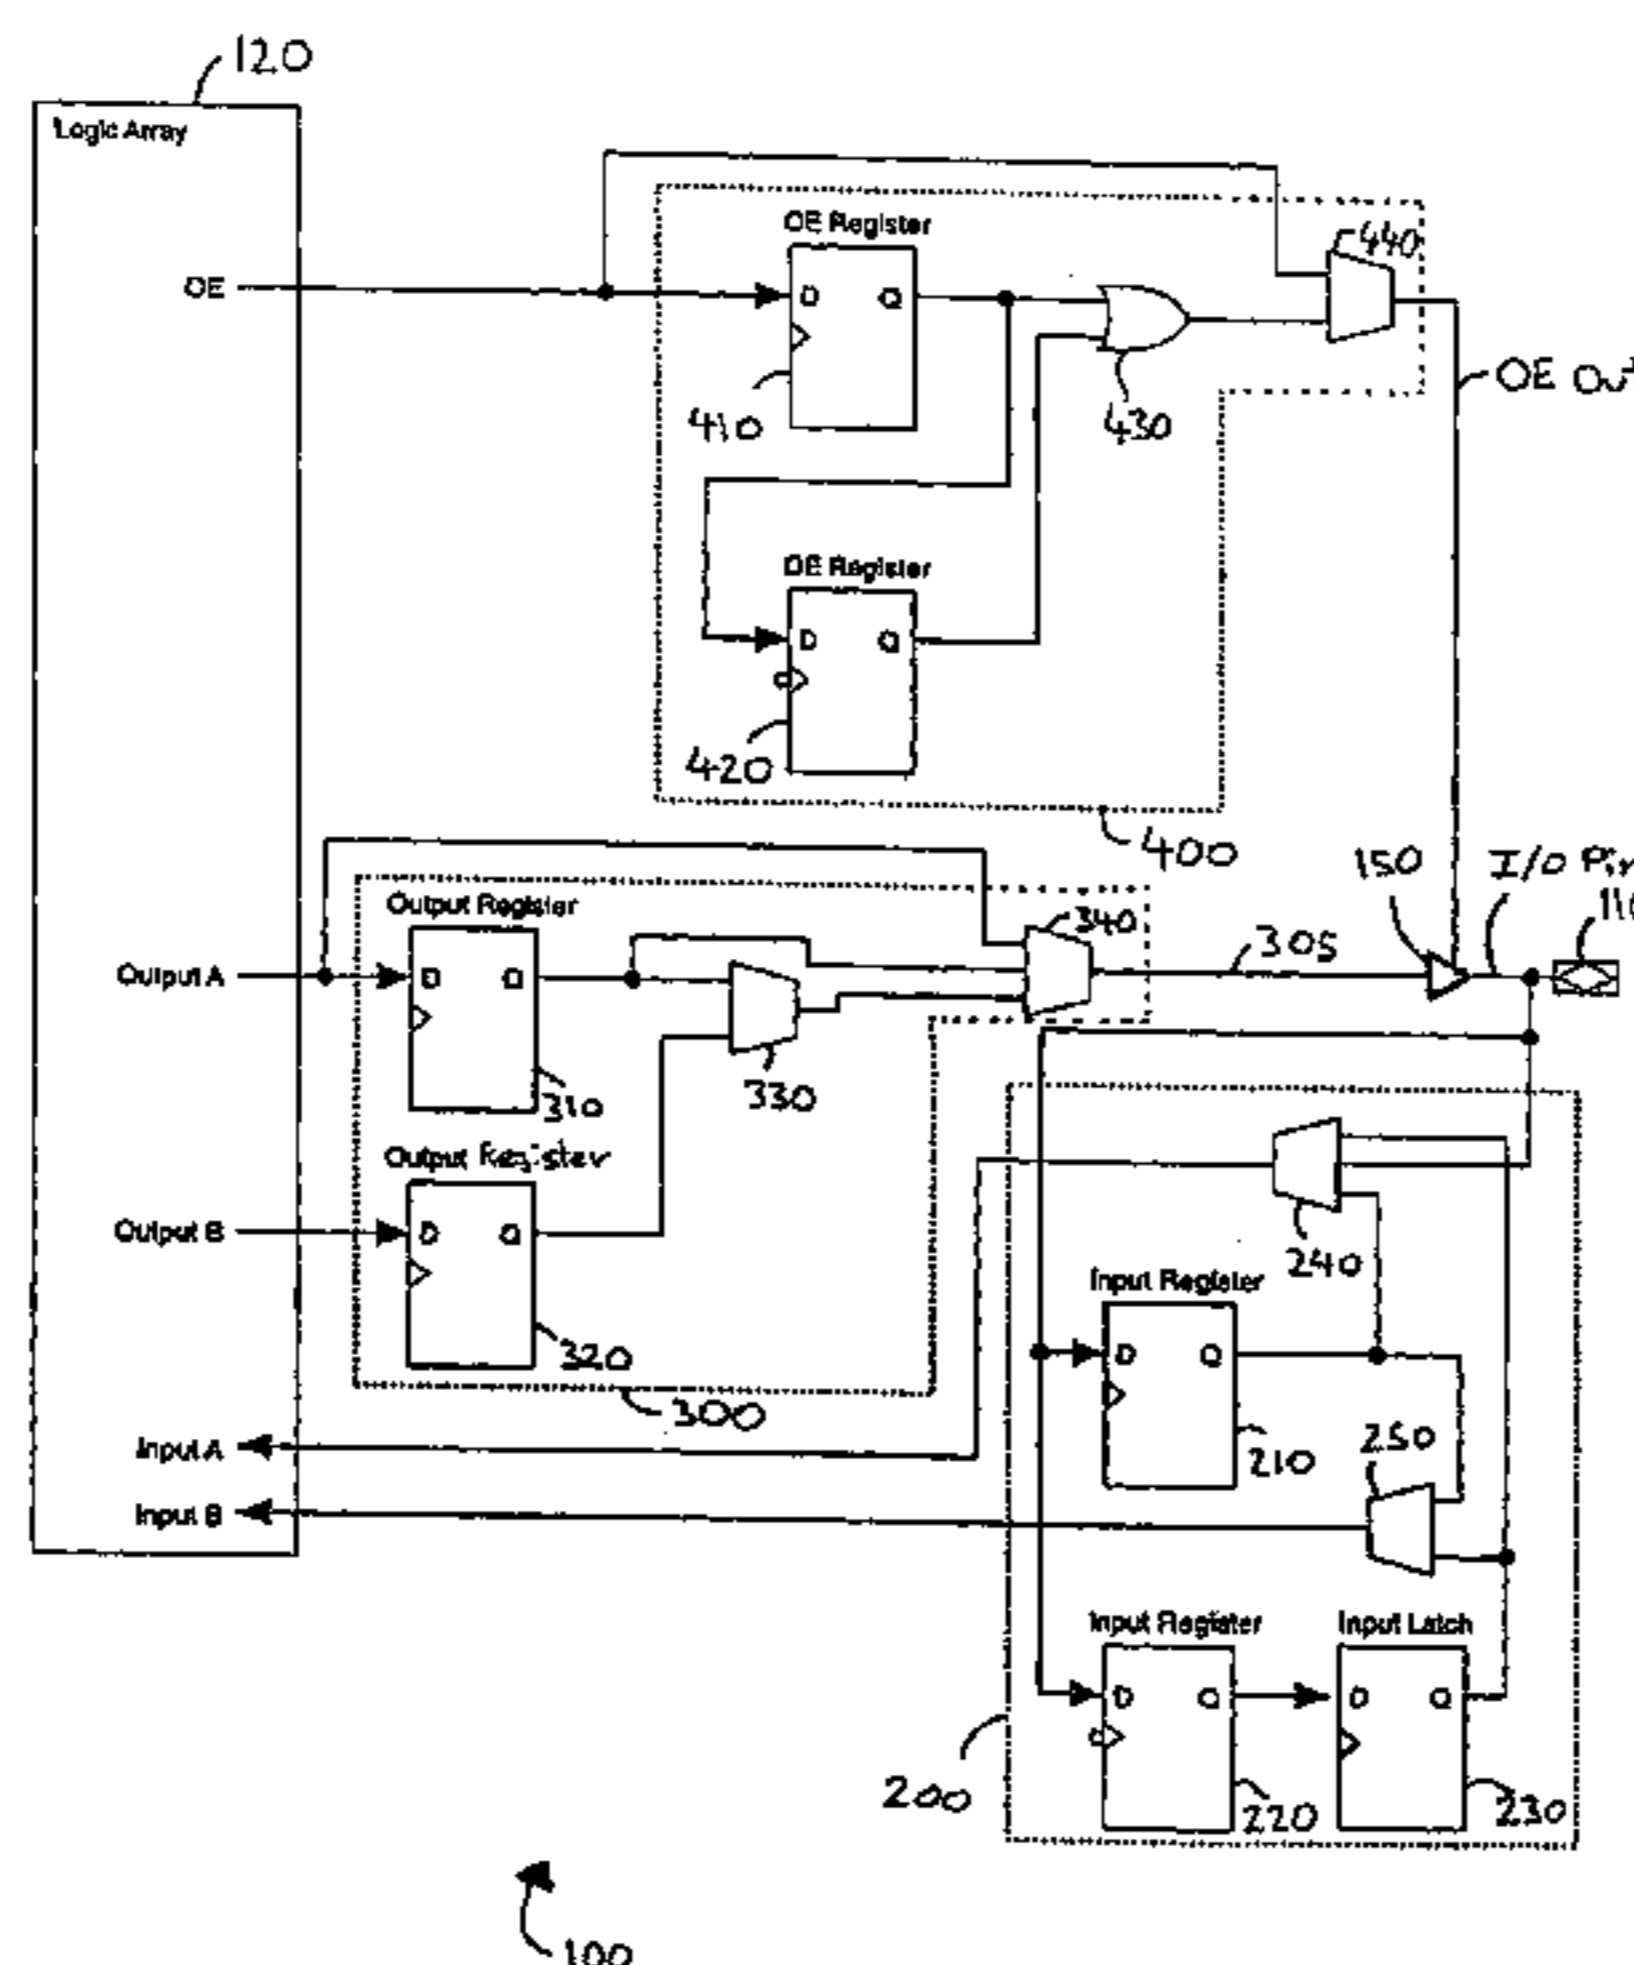 120
Logic Array
OE Register
440
OE
D Q
OE Out
410
430
OE Register
D Q
420
400
150
I/O Pin
110
Output Register
340
305
Output A
D Q
330
310
Output Register
Output B
D Q
240
Input Register
320
D Q
300
250
Input A
210
Input B
Input Register
Input Latch
D Q
D Q
200
220
230
100